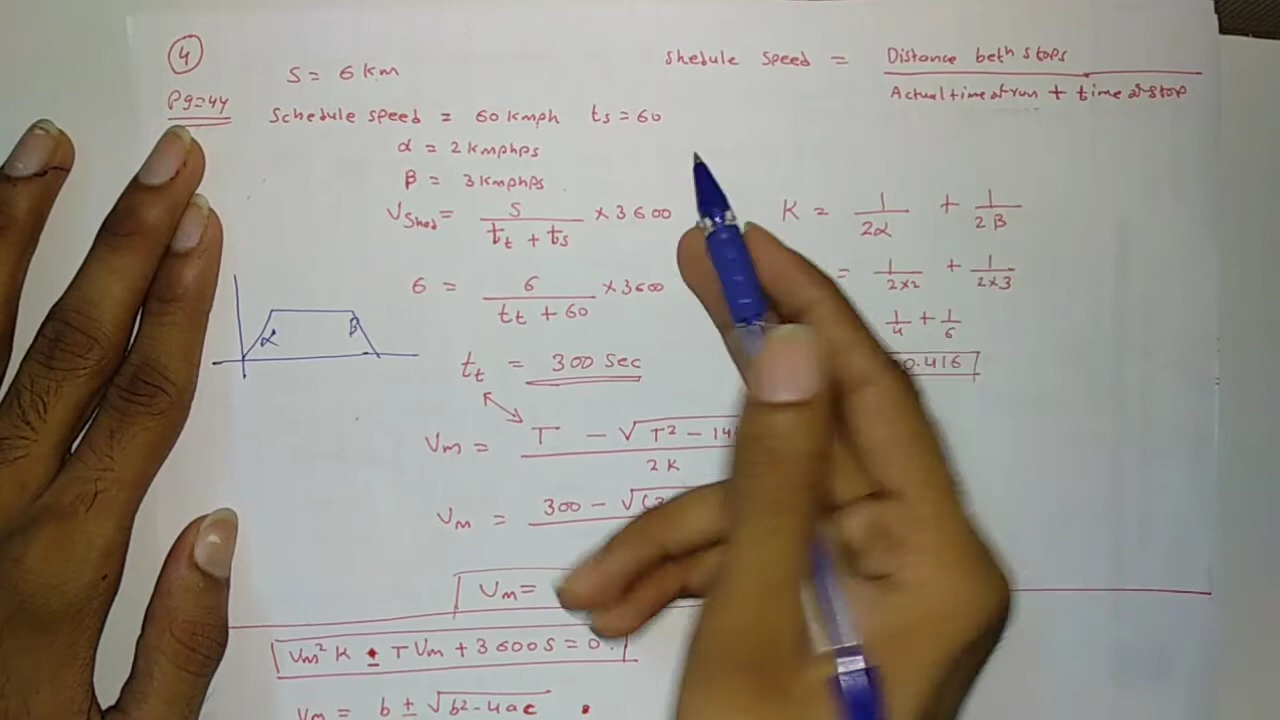 4
Pg=44
S = 6 km
Shedule speed = Distance betn stops / Actual time of run + time of stop
Schedule speed = 60 kmph ts = 60
α = 2 kmphps
β = 3 kmphps
VShed = S / tt + ts × 3600
K = 1/2α + 1/2β
6 = 6 / tt + 60 × 3600
= 1/2×2 + 1/2×3
1/4 + 1/6
α β
tt = 300 sec
0.416
Vm = T − √T² − 14 / 2K
Vm = 300 −
Vm =
Vm² K ± T Vm + 3600 S = 0.
Vm = b ± √b² − 4ac